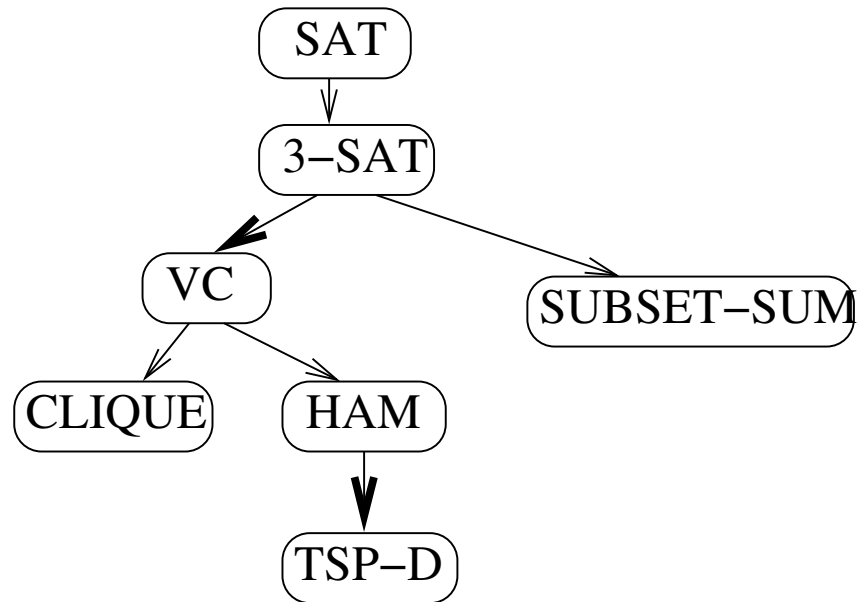 SAT
3−SAT
VC
SUBSET−SUM
CLIQUE
HAM
TSP−D